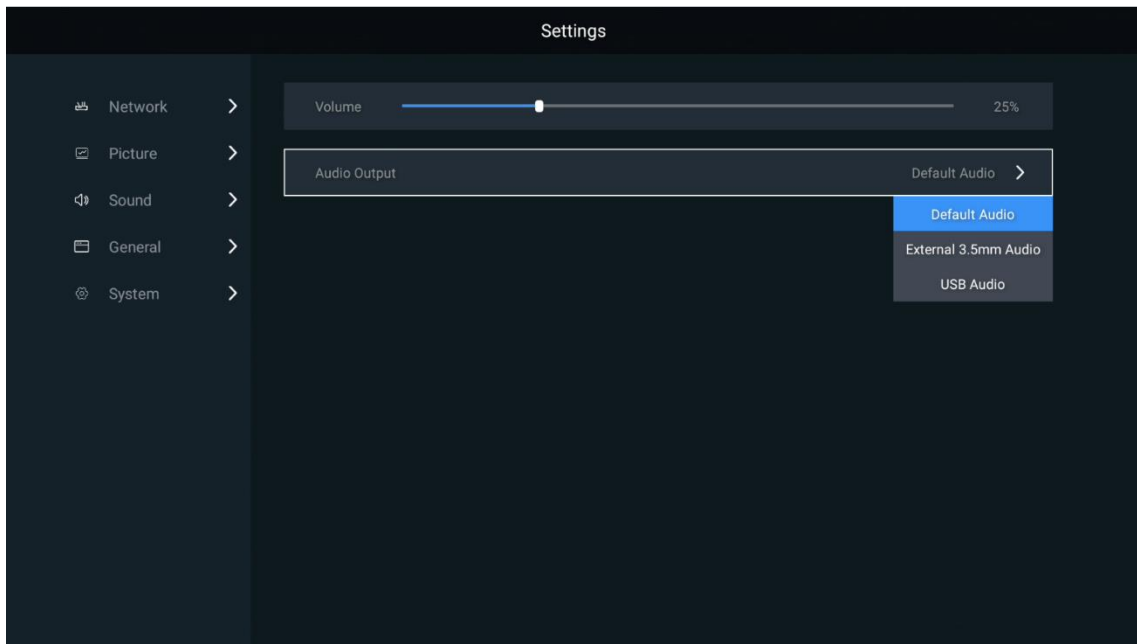 Settings
Network
Picture
Sound
General
System
Volume 25%
Audio Output Default Audio
Default Audio
External 3.5mm Audio
USB Audio